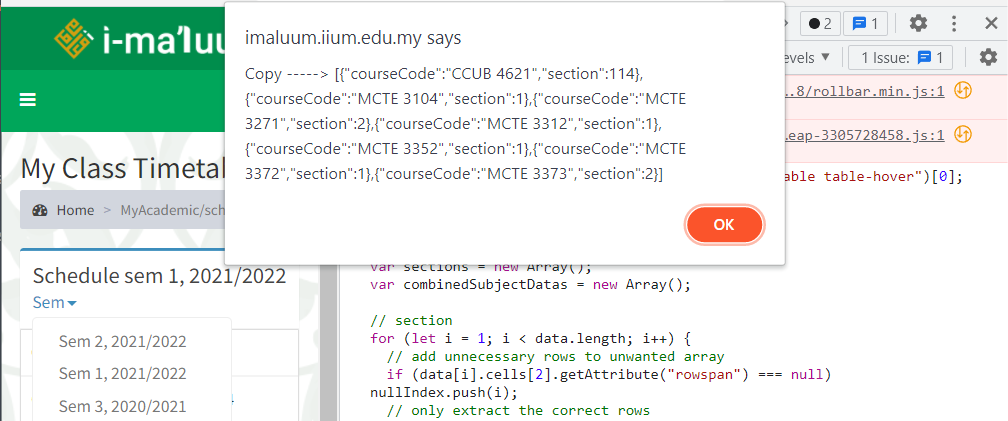 imaluum.iium.edu.my says
Copy -----> [{"courseCode":"CCUB 4621","section":114},
{"courseCode":"MCTE 3104","section":1},{"courseCode":"MCTE
3271","section":2},{"courseCode":"MCTE 3312","section":1},
{"courseCode":"MCTE 3352","section":1},{"courseCode":"MCTE
3372","section":1},{"courseCode":"MCTE 3373","section":2}]
OK
i-ma'luu
My Class Timetab
Home > MyAcademic/sch
Schedule sem 1, 2021/2022
Sem
Sem 2, 2021/2022
Sem 1, 2021/2022
Sem 3, 2020/2021
2
1
evels
1 Issue: 1
.8/rollbar.min.js:1
eap-3305728458.js:1
able table-hover")[0];
var sections = new Array();
var combinedSubjectDatas = new Array();
// section
for (let i = 1; i < data.length; i++) {
// add unnecessary rows to unwanted array
if (data[i].cells[2].getAttribute("rowspan") === null)
nullIndex.push(i);
// only extract the correct rows